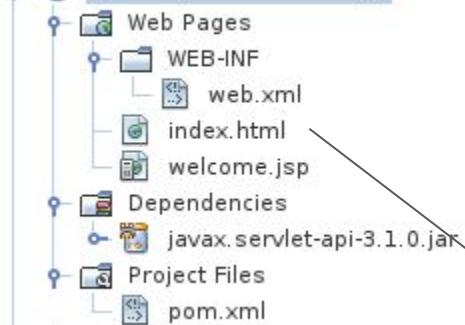 Web Pages
WEB-INF
web.xml
index.html
welcome.jsp
Dependencies
javax.servlet-api-3.1.0.jar
Project Files
pom.xml